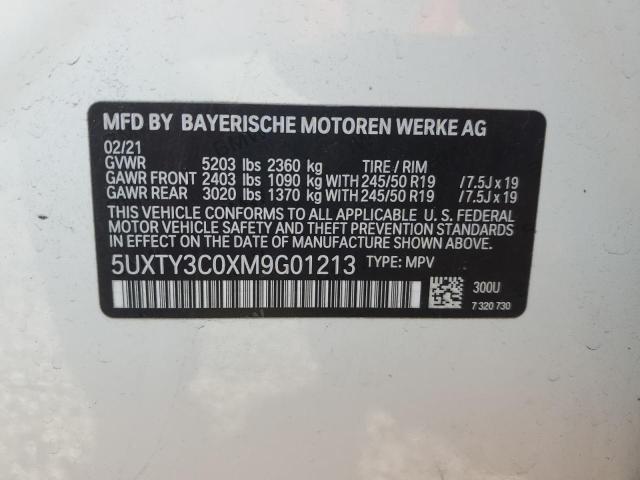 MFD BY BAYERISCHE MOTOREN WERKE AG
02/21
GVWR 5203 lbs 2360 kg TIRE / RIM
GAWR FRONT 2403 lbs 1090 kg WITH 245/50 R19 /7.5J x 19
GAWR REAR 3020 lbs 1370 kg WITH 245/50 R19 /7.5J x 19
THIS VEHICLE CONFORMS TO ALL APPLICABLE U. S. FEDERAL
MOTOR VEHICLE SAFETY AND THEFT PREVENTION
STANDARDS IN EFFECT ON THE DATE OF MANUFACTURE SHOWN ABOVE.
5UXTY3C0XM9G01213 TYPE: MPV
300U
7 320 730